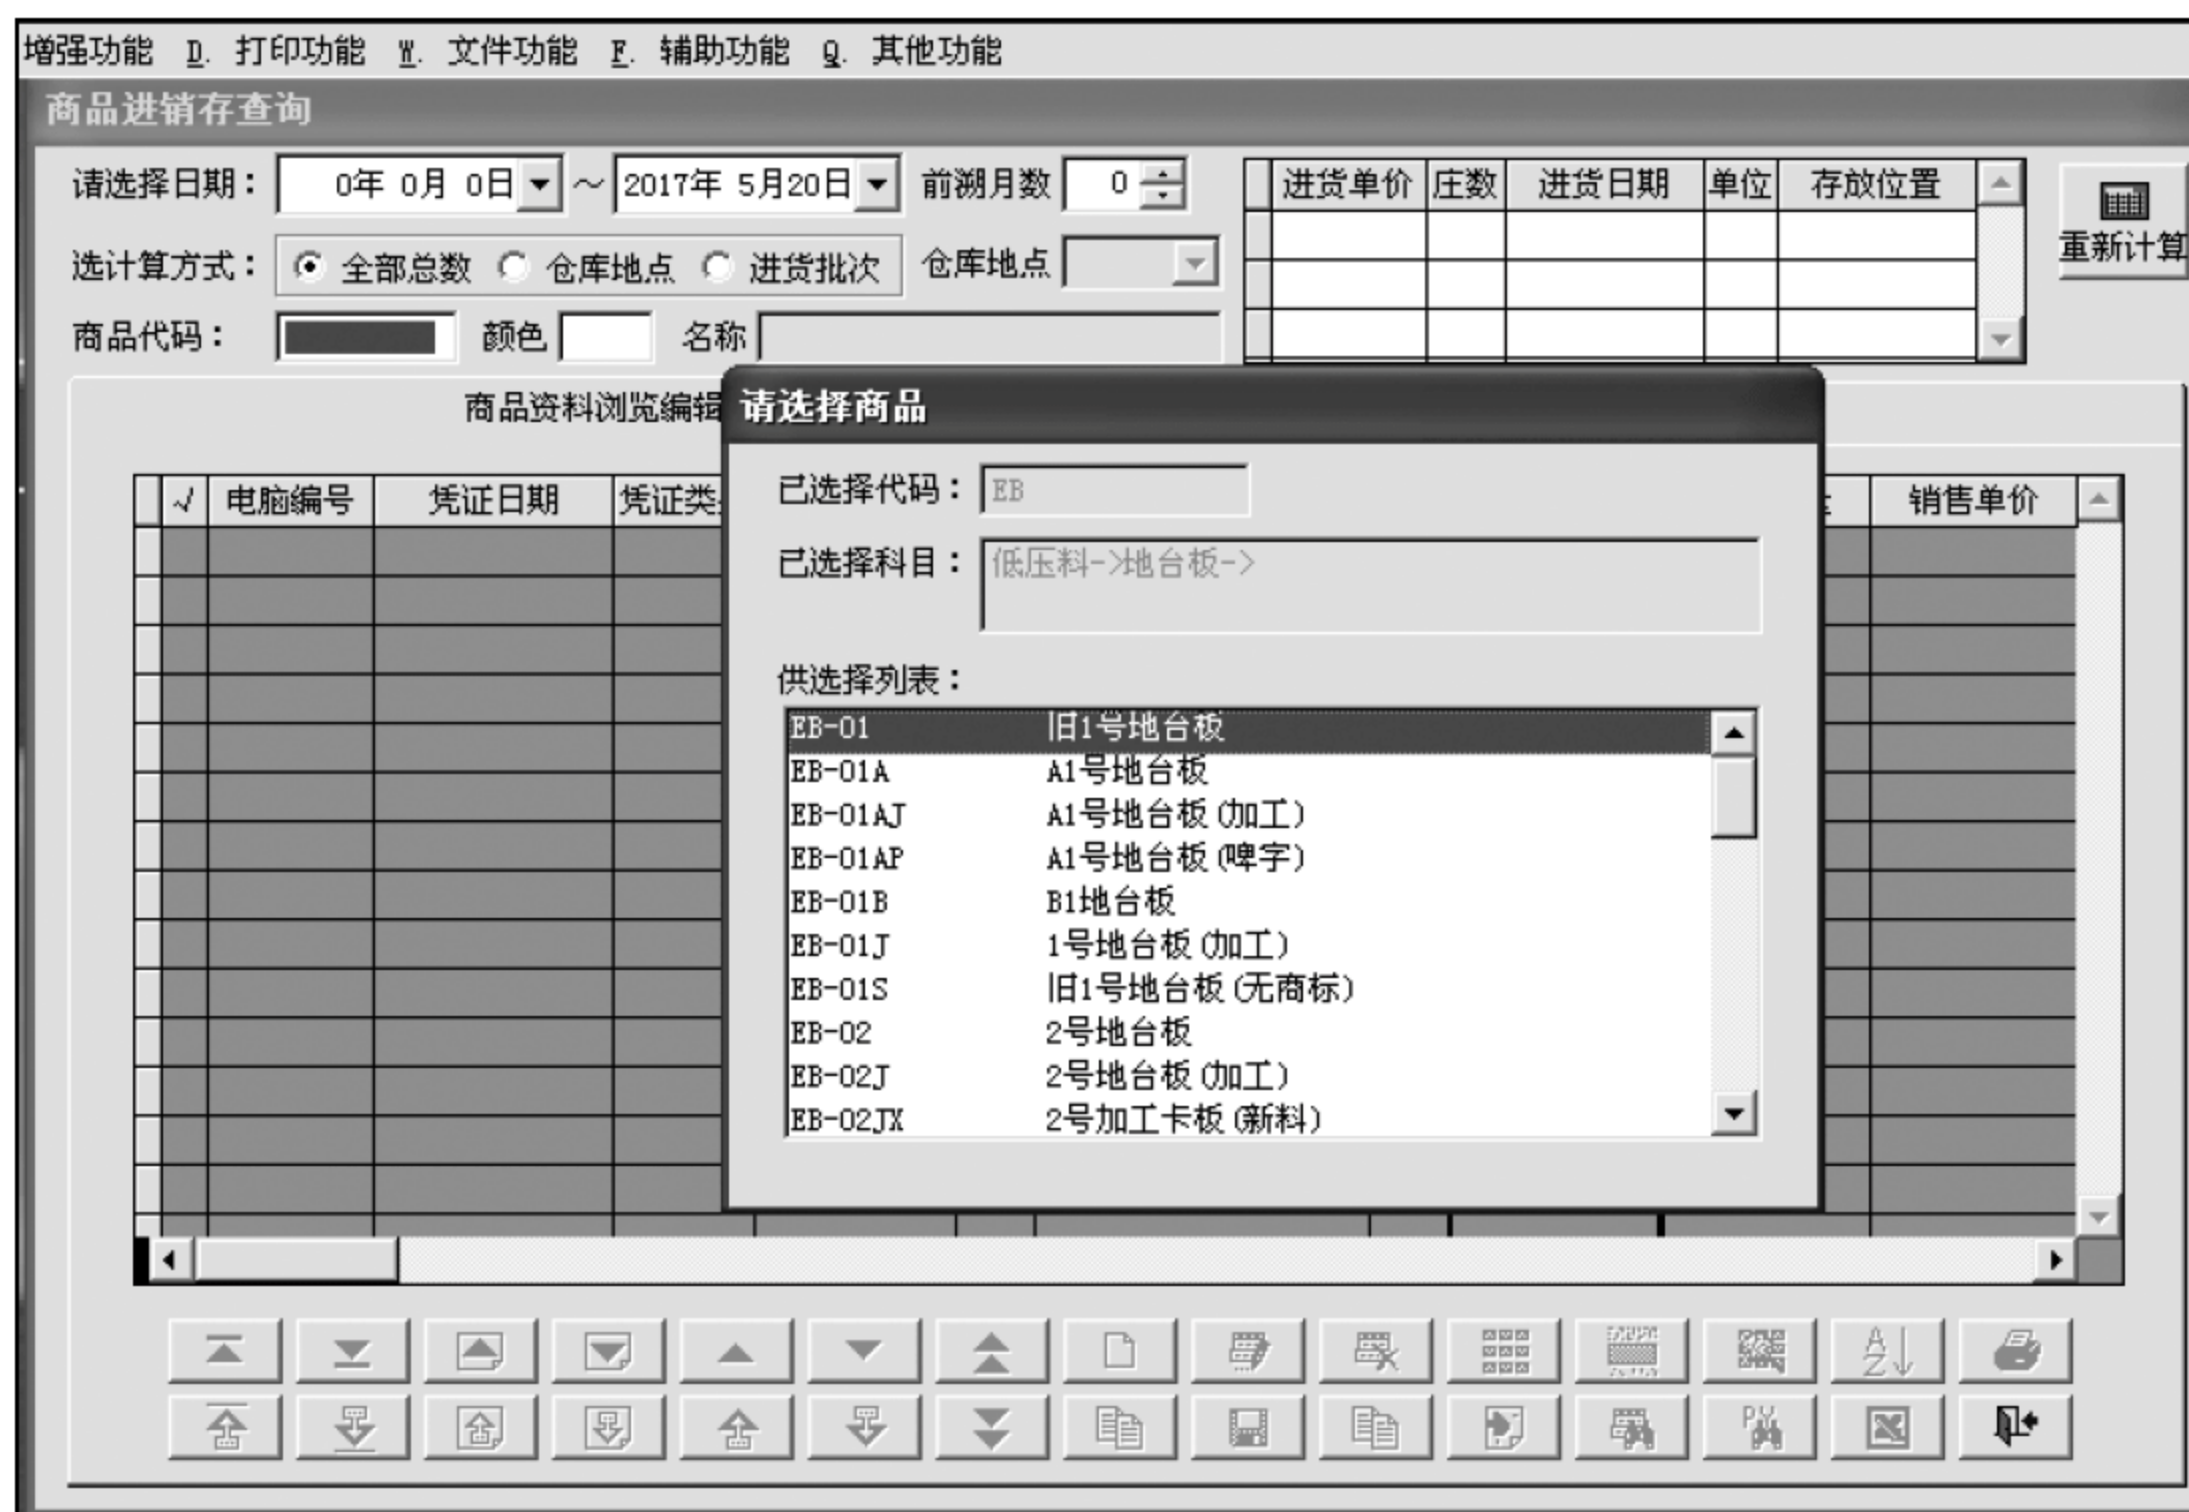 增强功能 D. 打印功能 W. 文件功能 F. 辅助功能 Q. 其他功能
商品进销存查询
请选择日期： 0年 0月 0日 ～ 2017年 5月20日 前溯月数 0 进货单价 庄数 进货日期 单位 存放位置
重新计算
选计算方式： 全部总数 仓库地点 进货批次 仓库地点
商品代码： 颜色 名称
商品资料浏览编辑
请选择商品
√ 电脑编号 凭证日期 凭证类 销售单价
已选择代码： EB
已选择科目： 低压料->地台板->
供选择列表：
EB-01 旧1号地台板
EB-01A A1号地台板
EB-01AJ A1号地台板(加工)
EB-01AP A1号地台板(啤字)
EB-01B B1地台板
EB-01J 1号地台板(加工)
EB-01S 旧1号地台板(无商标)
EB-02 2号地台板
EB-02J 2号地台板(加工)
EB-02JX 2号加工卡板(新料)
A
Z
PY